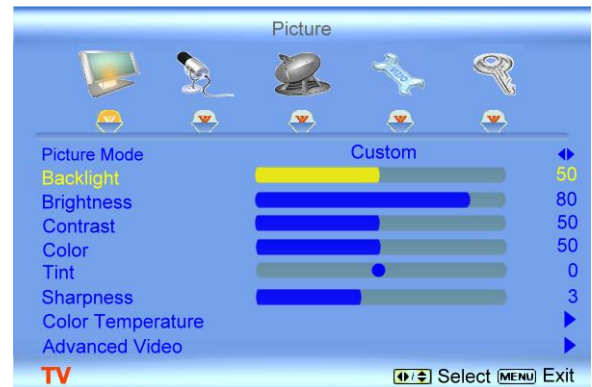 Picture
Picture Mode Custom
Backlight 50
Brightness 80
Contrast 50
Color 50
Tint 0
Sharpness 3
Color Temperature
Advanced Video
TV Select MENU Exit